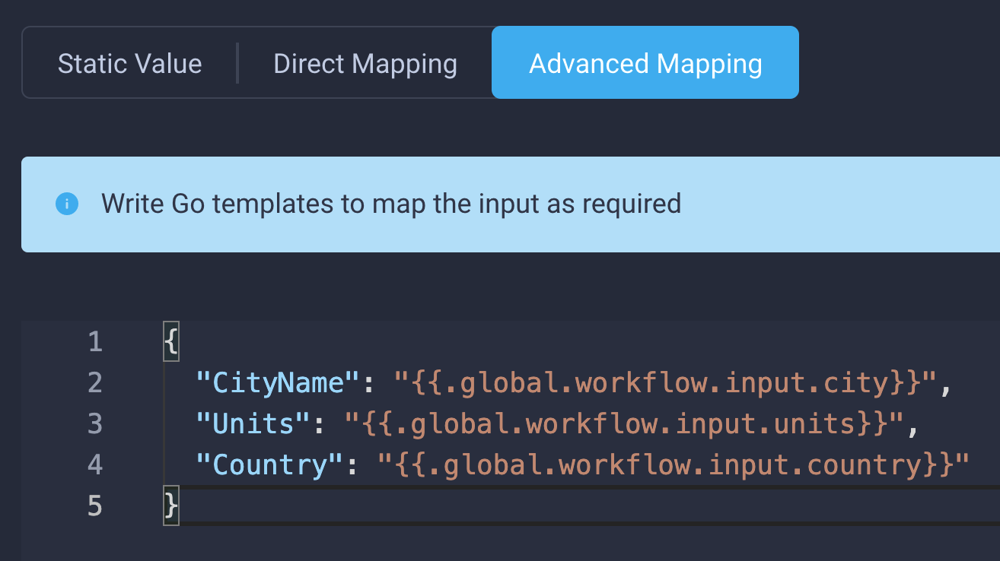 Static Value Direct Mapping Advanced Mapping
Write Go templates to map the input as required
1 {
2 "CityName": "{{.global.workflow.input.city}}",
3 "Units": "{{.global.workflow.input.units}}",
4 "Country": "{{.global.workflow.input.country}}"
5 }